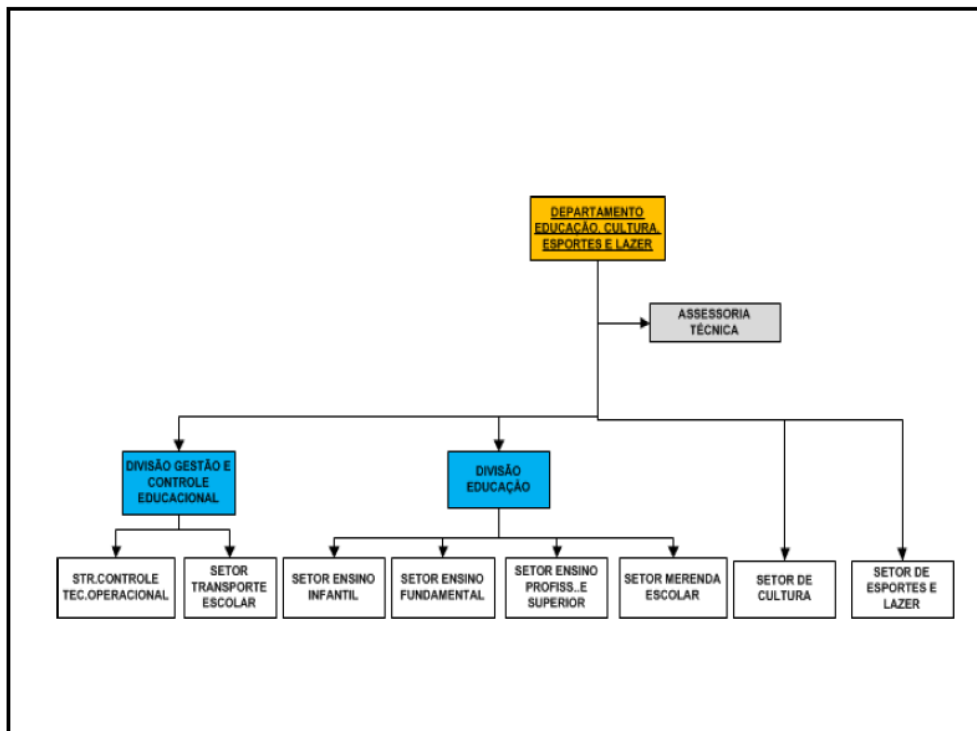 DEPARTAMENTO
EDUCAÇÃO, CULTURA,
ESPORTES E LAZER
ASSESSORIA
TÉCNICA
DIVISÃO GESTÃO E
CONTROLE
EDUCACIONAL
DIVISÃO
EDUCAÇÃO
STR.CONTROLE
TEC.OPERACIONAL
SETOR
TRANSPORTE
ESCOLAR
SETOR ENSINO
INFANTIL
SETOR ENSINO
FUNDAMENTAL
SETOR ENSINO
PROFISS..E
SUPERIOR
SETOR MERENDA
ESCOLAR
SETOR DE
CULTURA
SETOR DE
ESPORTES E
LAZER